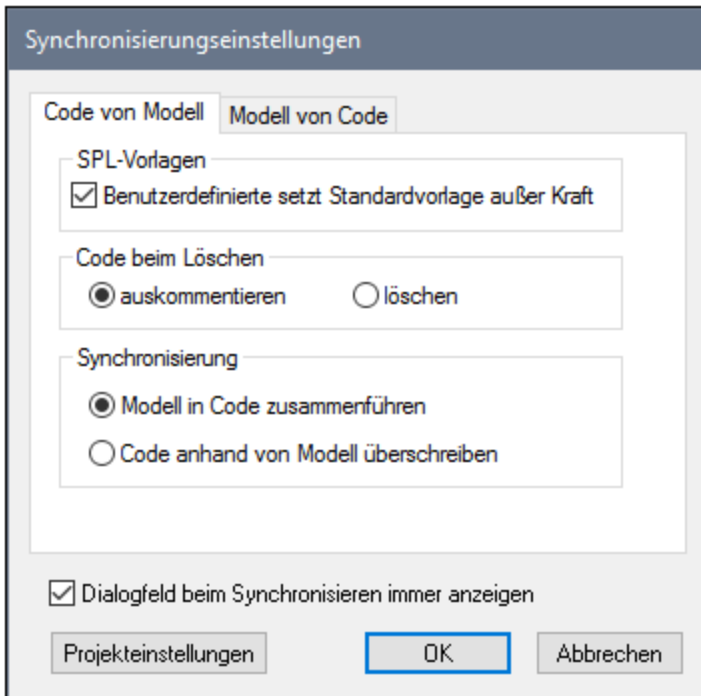 Synchronisierungseinstellungen
Code von Modell Modell von Code
SPL-Vorlagen
Benutzerdefinierte setzt Standardvorlage außer Kraft
Code beim Löschen
auskommentieren löschen
Synchronisierung
Modell in Code zusammenführen
Code anhand von Modell überschreiben
Dialogfeld beim Synchronisieren immer anzeigen
Projekteinstellungen OK Abbrechen